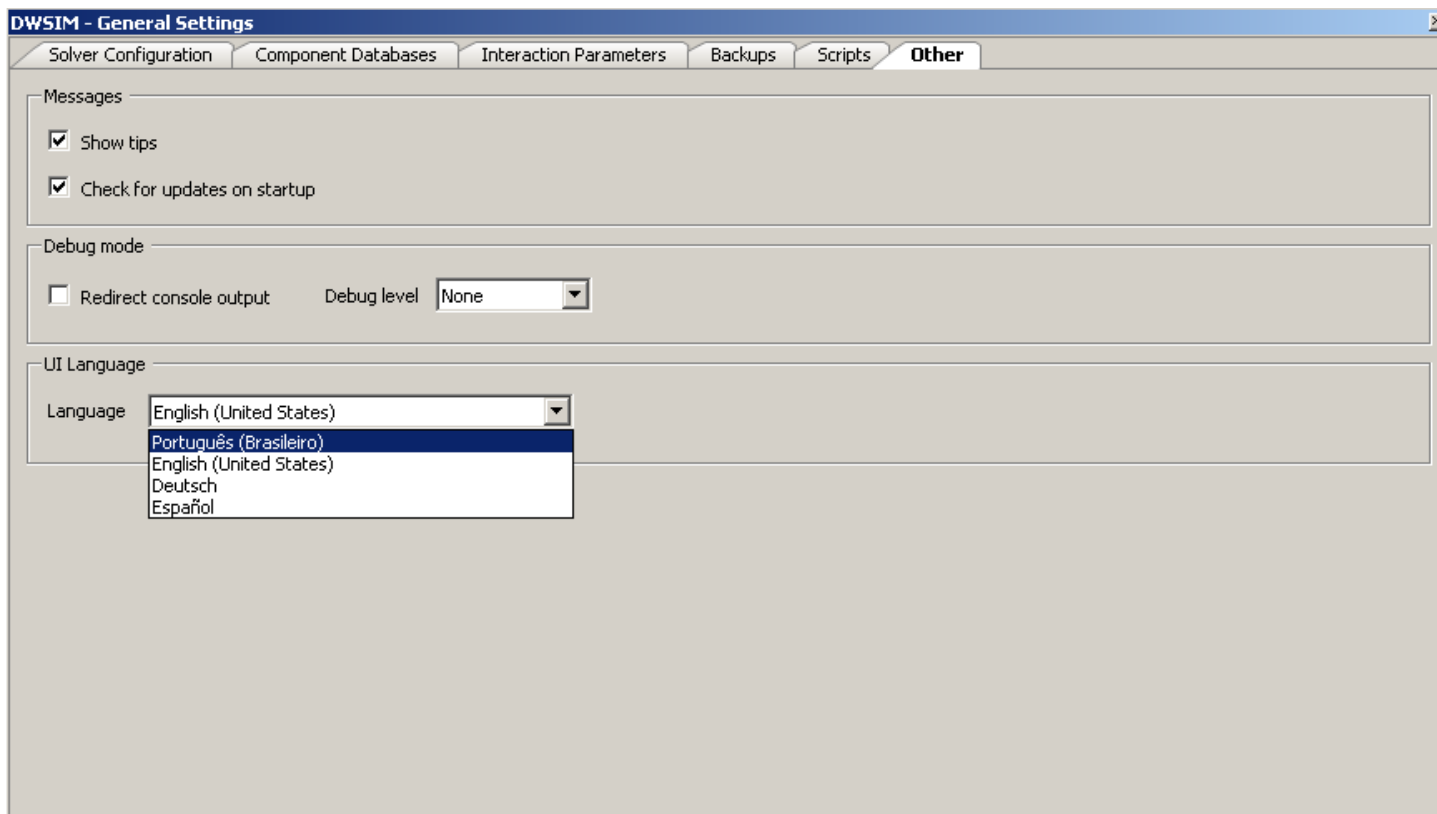 DWSIM - General Settings
Solver Configuration Component Databases Interaction Parameters Backups Scripts Other
Messages
Show tips
Check for updates on startup
Debug mode
Redirect console output Debug level None
UI Language
Language English (United States)
Português (Brasileiro)
English (United States)
Deutsch
Español